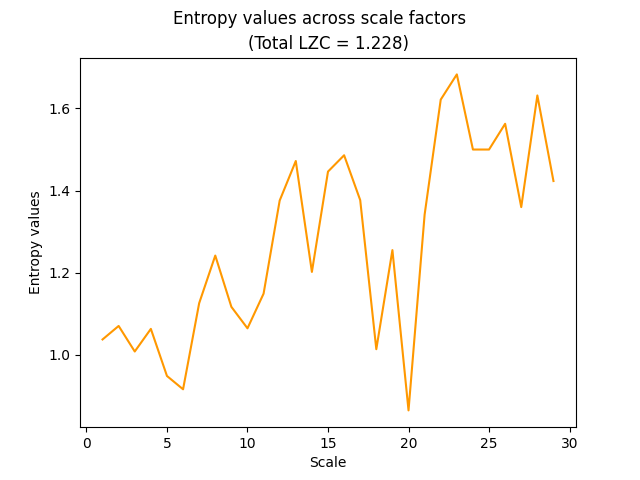 Entropy values across scale factors
(Total LZC = 1.228)
Entropy values
1.6
1.4
1.2
1.0
0 5 10 15 20 25 30
Scale